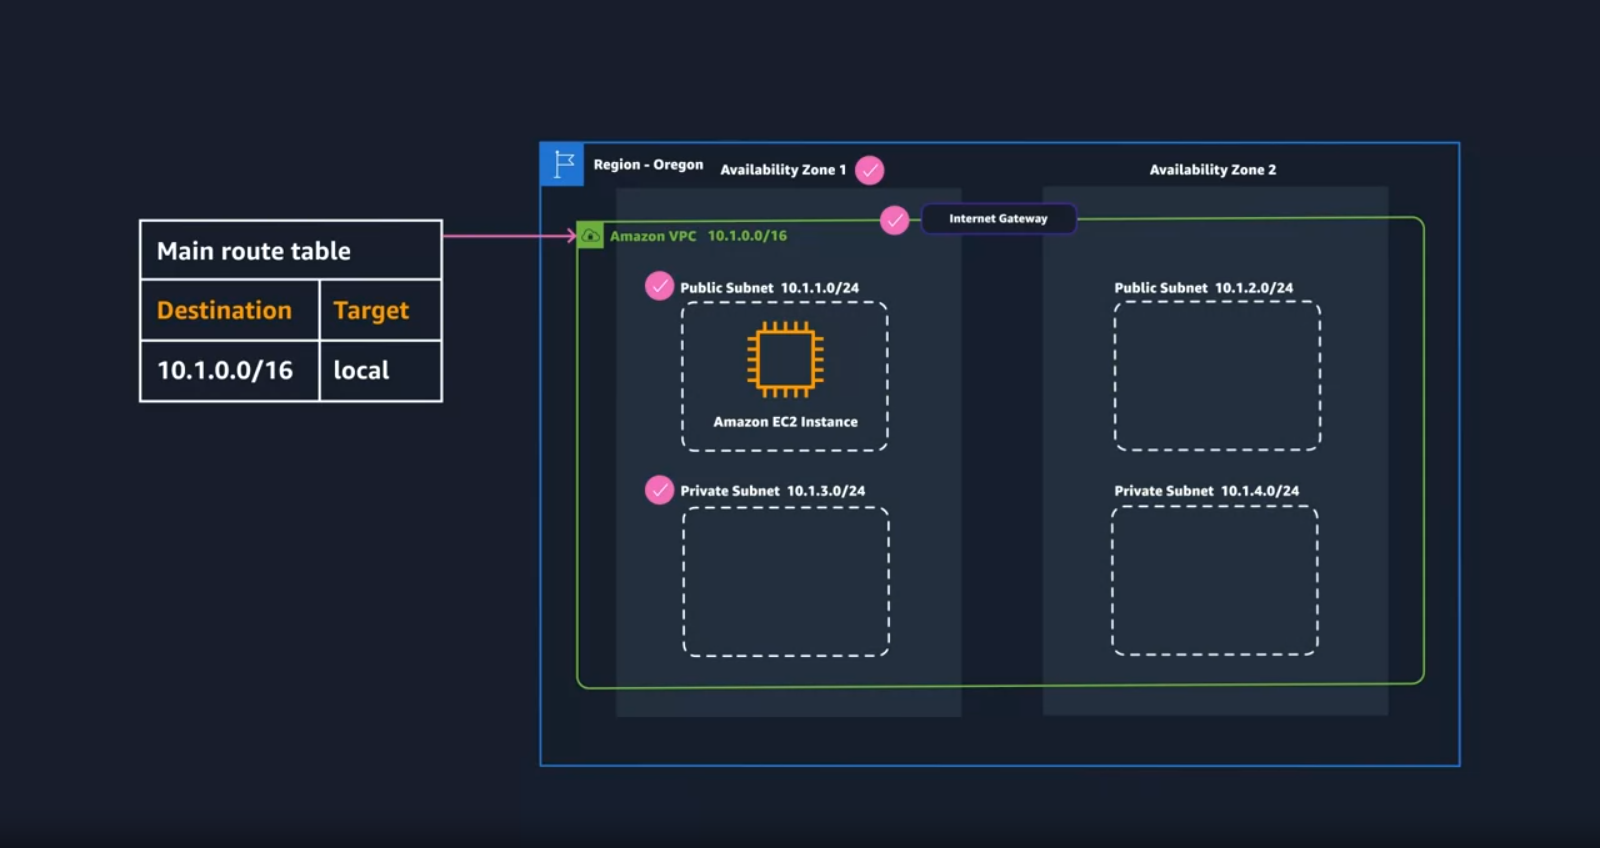 Region - Oregon
Availability Zone 1
Availability Zone 2
Internet Gateway
Amazon VPC 10.1.0.0/16
Main route table
Destination Target
10.1.0.0/16 local
Public Subnet 10.1.1.0/24
Amazon EC2 Instance
Public Subnet 10.1.2.0/24
Private Subnet 10.1.3.0/24
Private Subnet 10.1.4.0/24